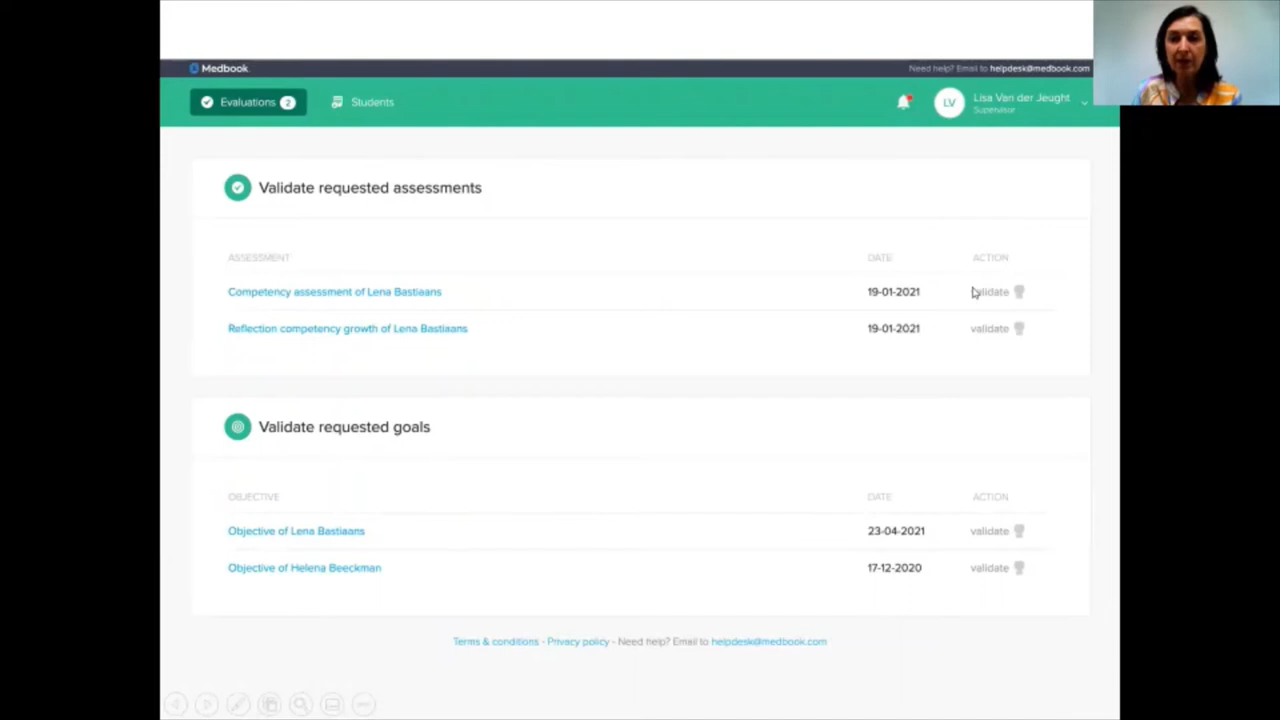 Medbook
Need help? Email to helpdesk@medbook.com
Evaluations 2
Students
LV
Lisa Van der Jeught
Supervisor
Validate requested assessments
ASSESSMENT DATE ACTION
Competency assessment of Lena Bastiaans 19-01-2021 validate
Reflection competency growth of Lena Bastiaans 19-01-2021 validate
Validate requested goals
OBJECTIVE DATE ACTION
Objective of Lena Bastiaans 23-04-2021 validate
Objective of Helena Beeckman 17-12-2020 validate
Terms & conditions - Privacy policy - Need help? Email to helpdesk@medbook.com